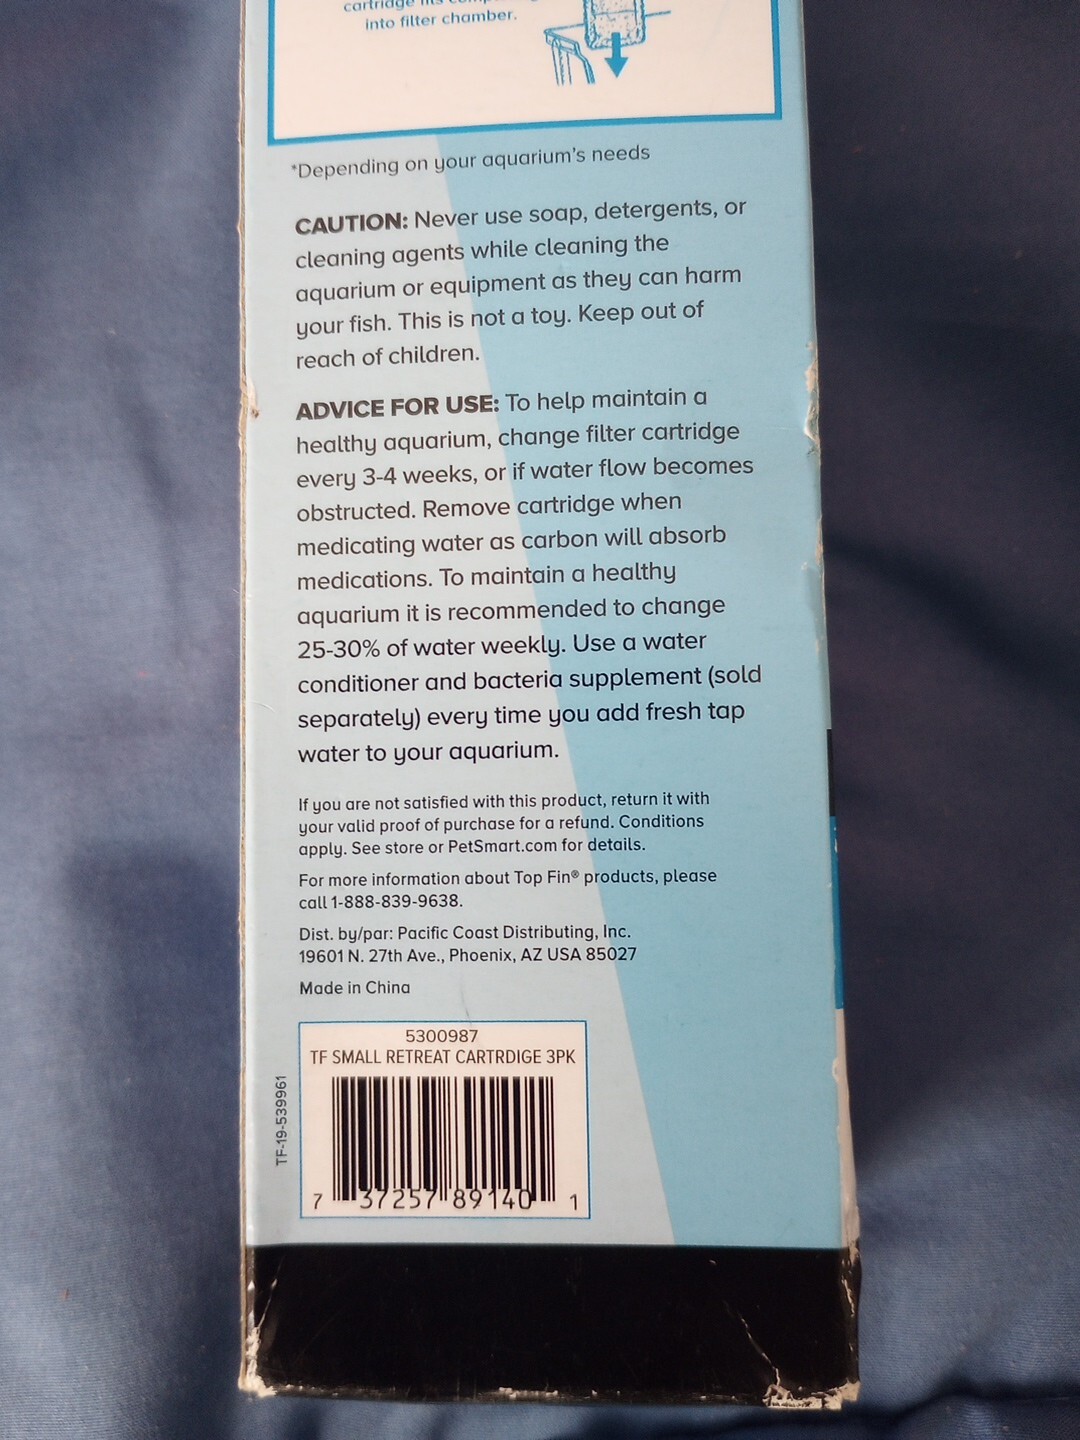 cartridge fits
into filter chamber.
*Depending on your aquarium's needs
CAUTION: Never use soap, detergents, or
cleaning agents while cleaning the
aquarium or equipment as they can harm
your fish. This is not a toy. Keep out of
reach of children.
ADVICE FOR USE: To help maintain a
healthy aquarium, change filter cartridge
every 3-4 weeks, or if water flow becomes
obstructed. Remove cartridge when
medicating water as carbon will absorb
medications. To maintain a healthy
aquarium it is recommended to change
25-30% of water weekly. Use a water
conditioner and bacteria supplement (sold
separately) every time you add fresh tap
water to your aquarium.
If you are not satisfied with this product, return it with
your valid proof of purchase for a refund. Conditions
apply. See store or PetSmart.com for details.
For more information about Top Fin® products, please
call 1-888-839-9638.
Dist. by/par: Pacific Coast Distributing, Inc.
19601 N. 27th Ave., Phoenix, AZ USA 85027
Made in China
5300987
TF SMALL RETREAT CARTRDIGE 3PK
TF-19-539961
7 37257 89140 1